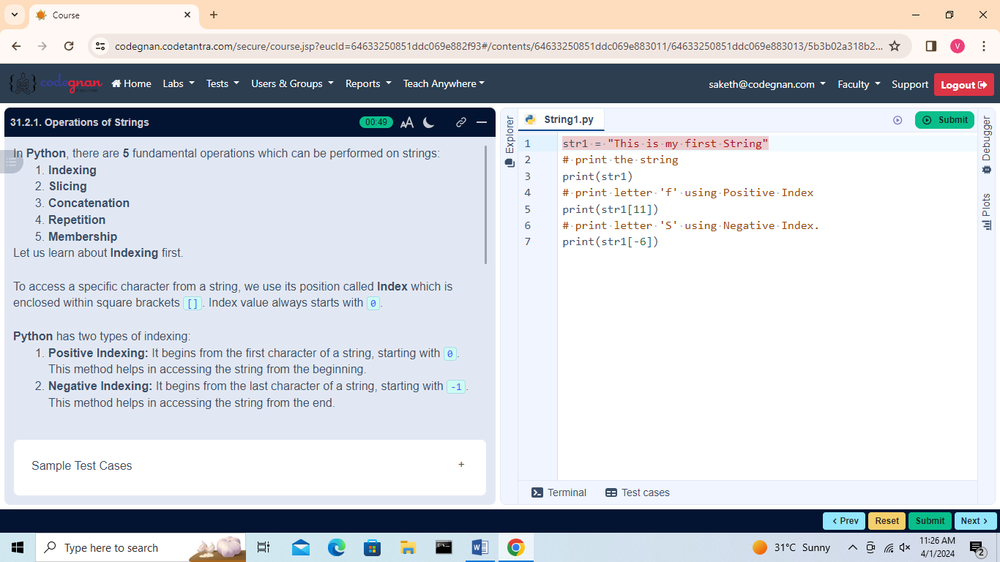 Course
codegnan.codetantra.com/secure/course.jsp?eucId=64633250851ddc069e882f93#/contents/64633250851ddc069e883011/64633250851ddc069e883013/5b3b02a318b2...
V
codegnan
Home
Labs
Tests
Users & Groups
Reports
Teach Anywhere
saketh@codegnan.com
Faculty
Support
Logout
31.2.1. Operations of Strings
00:49
AA
In Python, there are 5 fundamental operations which can be performed on strings:
1. Indexing
2. Slicing
3. Concatenation
4. Repetition
5. Membership
Let us learn about Indexing first.
To access a specific character from a string, we use its position called Index which is
enclosed within square brackets []. Index value always starts with 0.
Python has two types of indexing:
1. Positive Indexing: It begins from the first character of a string, starting with 0.
This method helps in accessing the string from the beginning.
2. Negative Indexing: It begins from the last character of a string, starting with -1.
This method helps in accessing the string from the end.
Sample Test Cases
+
Explorer
String1.py
Submit
1 str1 = "This is my first String"
2 # print the string
3 print(str1)
4 # print letter 'f' using Positive Index
5 print(str1[11])
6 # print letter 'S' using Negative Index.
7 print(str1[-6])
Debugger
Plots
Terminal
Test cases
< Prev
Reset
Submit
Next >
Type here to search
31°C Sunny
11:26 AM
4/1/2024
2